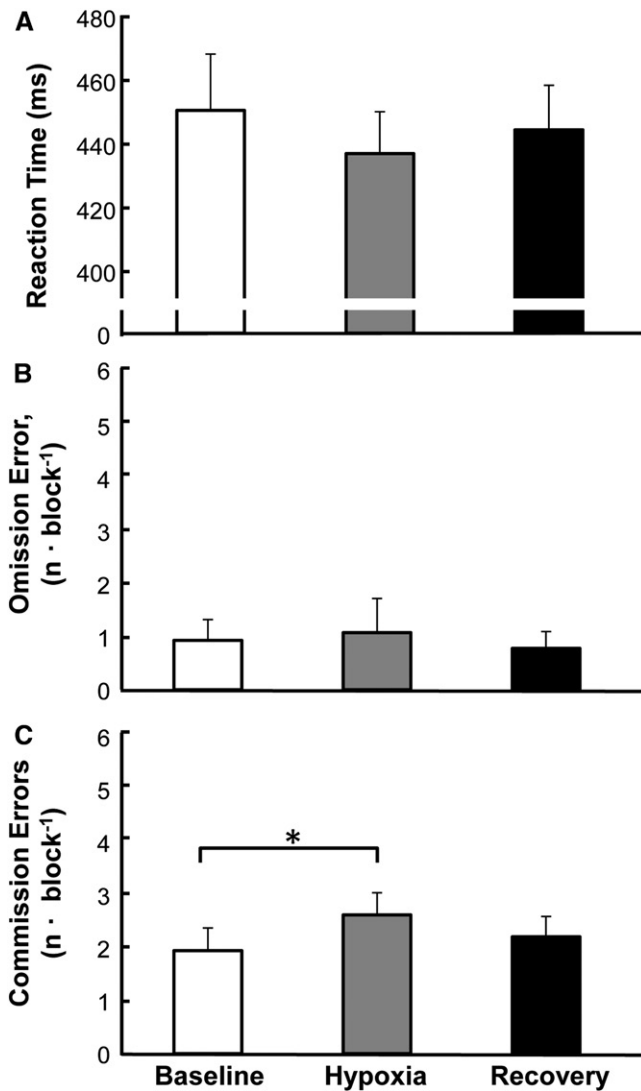 A
Reaction Time (ms)
480
460
440
420
400
0
B
Omission Error,
(n · block⁻¹)
6
5
4
3
2
1
0
C
Commission Errors
(n · block⁻¹)
6
5
4
3
2
1
0
*
Baseline Hypoxia Recovery